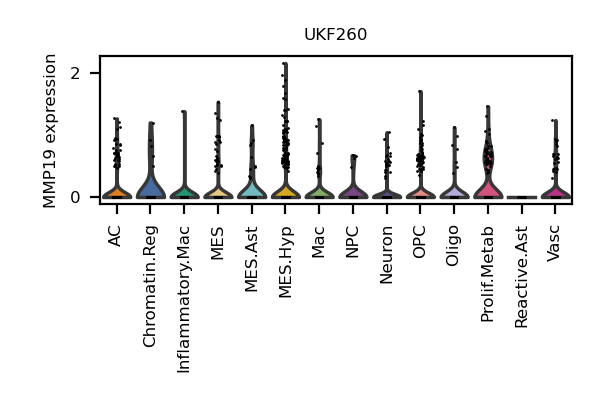 UKF260
MMP19 expression
2
0
AC
Chromatin.Reg
Inflammatory.Mac
MES
MES.Ast
MES.Hyp
Mac
NPC
Neuron
OPC
Oligo
Prolif.Metab
Reactive.Ast
Vasc